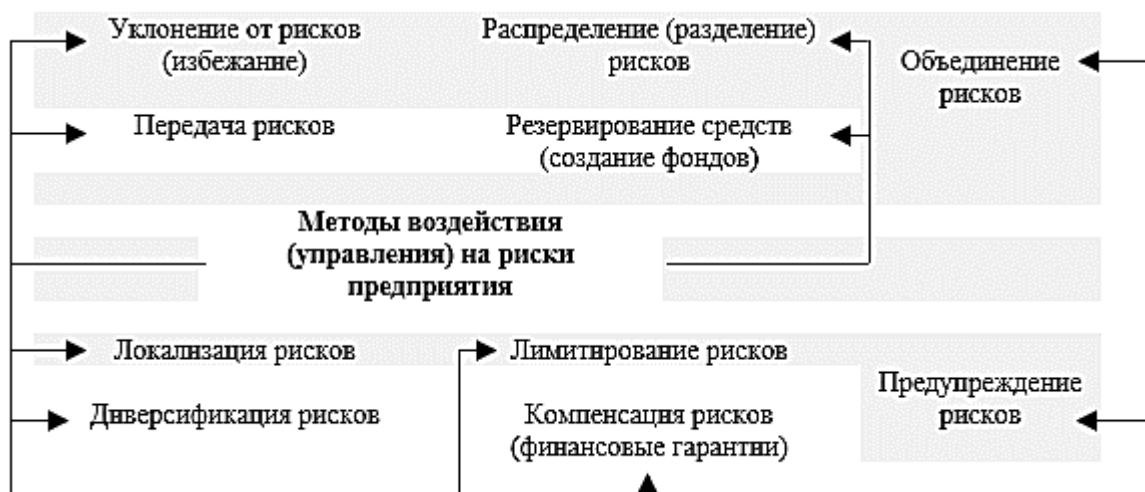 Уклонение от рисков
(избежание)
Распределение (разделение)
рисков
Объединение
рисков
Передача рисков
Резервирование средств
(создание фондов)
Методы воздействия
(управления) на риски
предприятия
Локализация рисков
Лимитирование рисков
Предупреждение
рисков
Диверсификация рисков
Компенсация рисков
(финансовые гарантии)